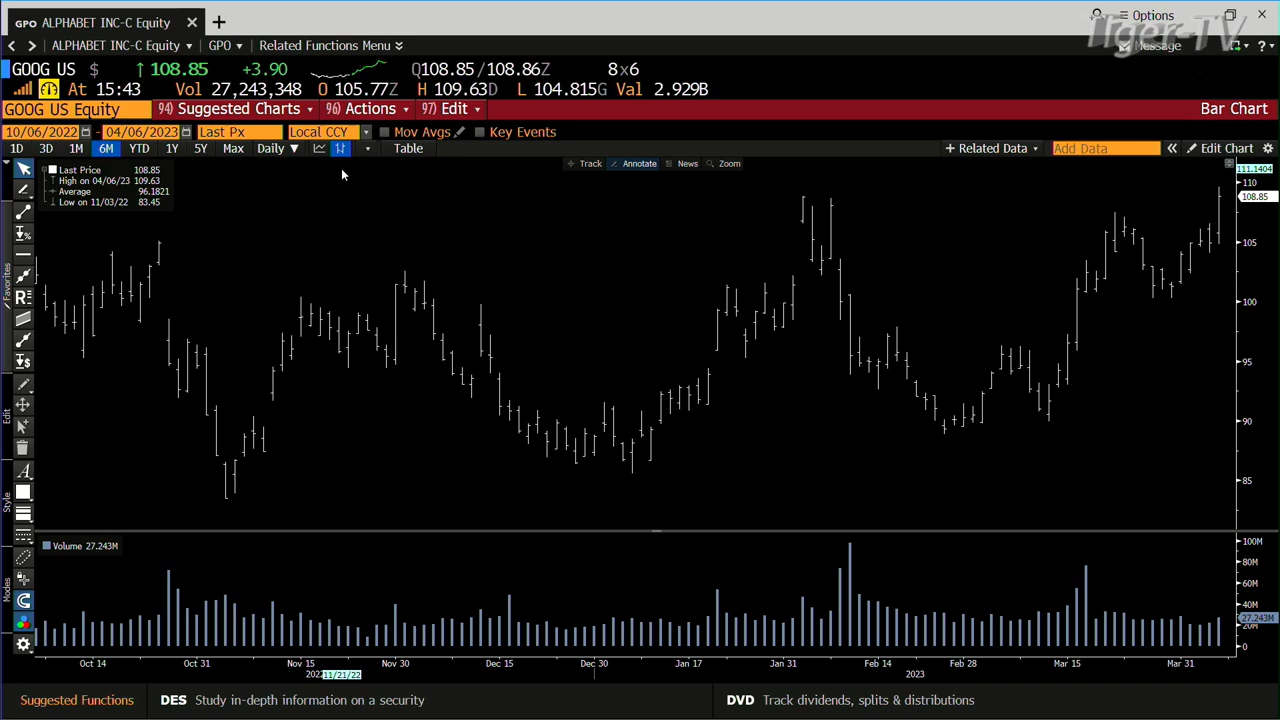 GPO ALPHABET INC-C Equity × +
Options
Tiger-TV
ALPHABET INC-C Equity GPO Related Functions Menu
Message ?
GOOG US $ ↑ 108.85 +3.90 Q108.85/108.86Z 8x6
At 15:43 Vol 27,243,348 O 105.77Z H 109.63D L 104.815G Val 2.929B
GOOG US Equity 94) Suggested Charts 96) Actions 97) Edit Bar Chart
10/06/2022 - 04/06/2023 Last Px Local CCY Mov Avgs Key Events
1D 3D 1M 6M YTD 1Y 5Y Max Daily ▼ Table + Related Data Add Data « Edit Chart
Track Annotate News Zoom
Last Price 108.85
High on 04/06/23 109.63
Average 96.1821
Low on 11/03/22 83.45
111.1404
110
108.85
105
100
95
90
85
Favorites
Edit
Style
Modes
Volume 27.243M
100M
80M
60M
40M
27.243M
20M
0
Oct 14 Oct 31 Nov 15 Nov 30 Dec 15 Dec 30 Jan 17 Jan 31 Feb 14 Feb 28 Mar 15 Mar 31
2022 11/21/22 2023
Suggested Functions DES Study in-depth information on a security DVD Track dividends, splits & distributions